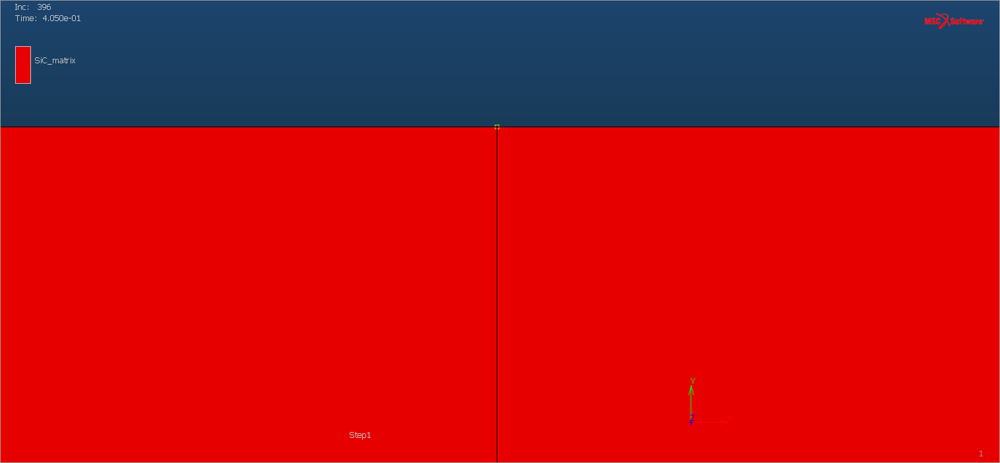 Inc: 396
Time: 4.050e-01
MSC Software
SiC_matrix
Y
Z
X
Step1
1